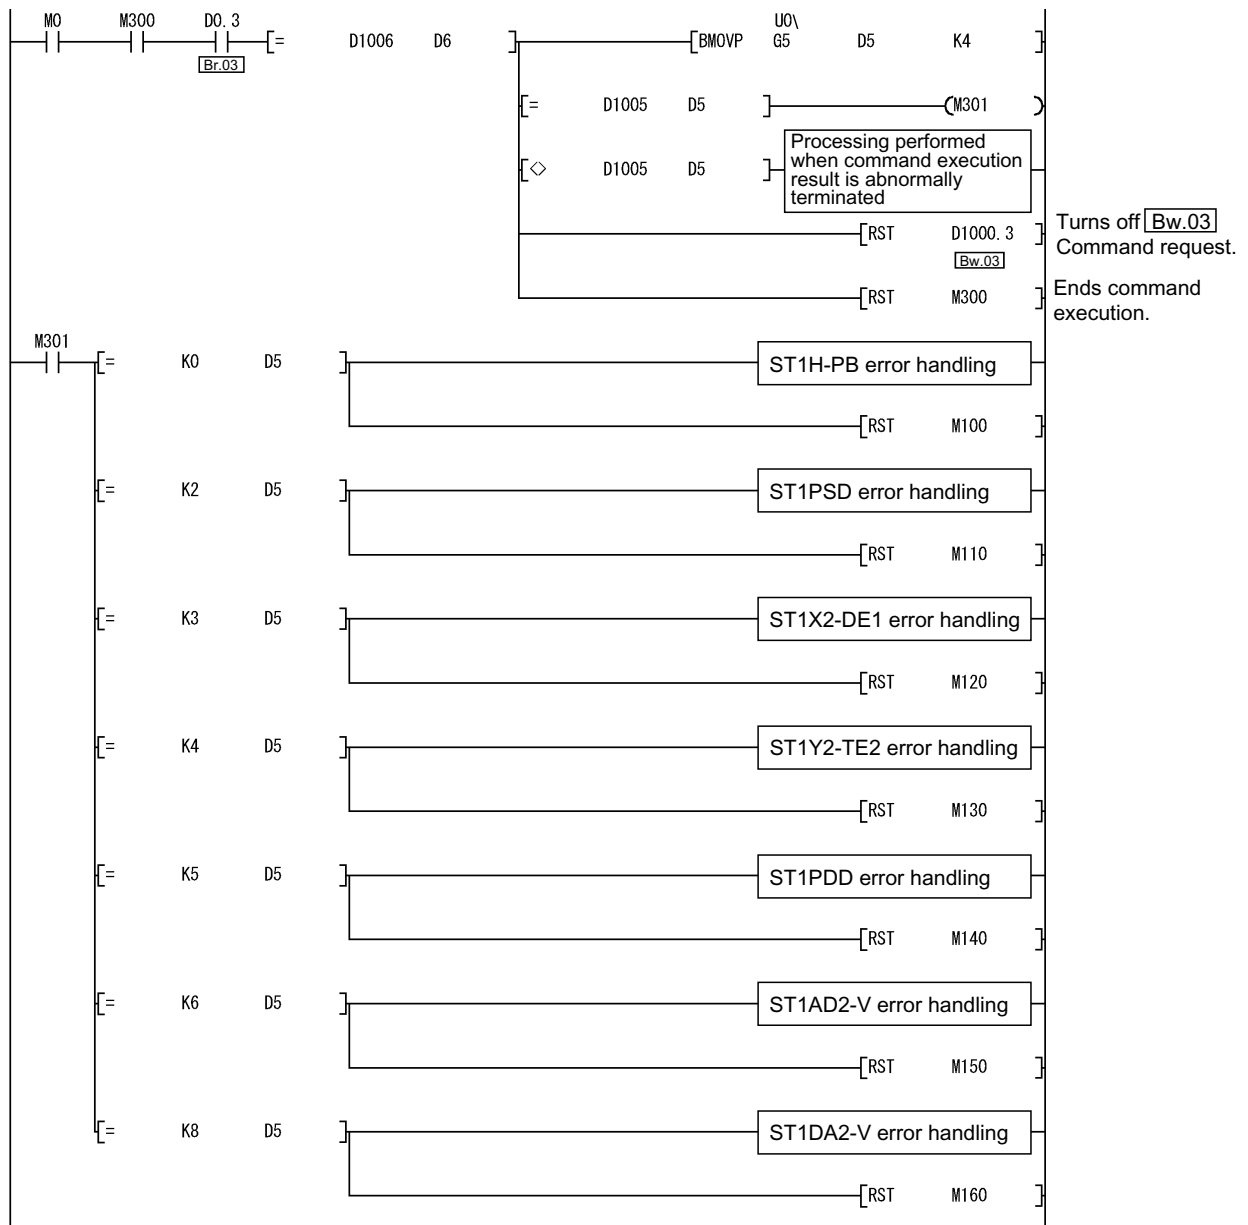 M0 M300 D0.3
[= D1006 D6 ] [BMOVP U0\G5 D5 K4 ]
Br.03
[= D1005 D5 ] (M301 )
[<> D1005 D5 ]
Processing performed
when command execution
result is abnormally
terminated
[RST D1000.3 ]
Bw.03
Turns off Bw.03
Command request.
[RST M300 ]
Ends command
execution.
M301
[= K0 D5 ] ST1H-PB error handling
[RST M100 ]
[= K2 D5 ] ST1PSD error handling
[RST M110 ]
[= K3 D5 ] ST1X2-DE1 error handling
[RST M120 ]
[= K4 D5 ] ST1Y2-TE2 error handling
[RST M130 ]
[= K5 D5 ] ST1PDD error handling
[RST M140 ]
[= K6 D5 ] ST1AD2-V error handling
[RST M150 ]
[= K8 D5 ] ST1DA2-V error handling
[RST M160 ]